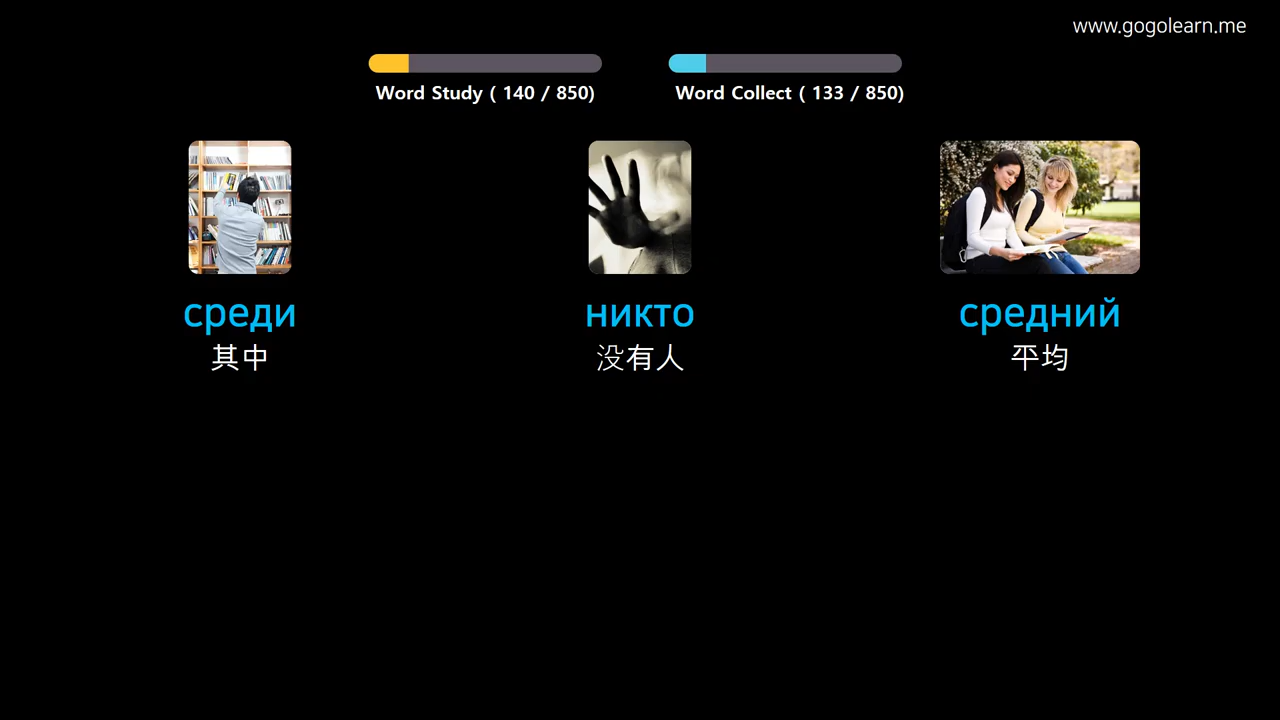 www.gogolearn.me
Word Study ( 140 / 850)
Word Collect ( 133 / 850)
среди
其中
никто
没有人
средний
平均